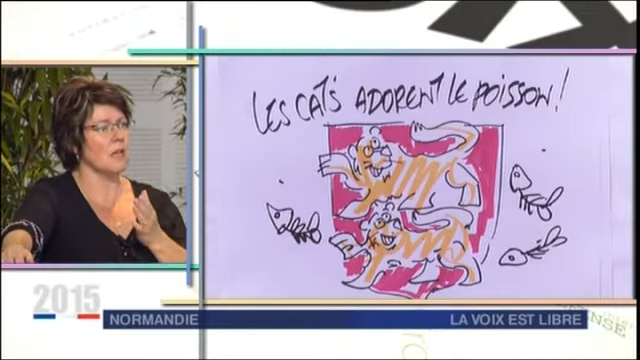 LES CATS ADORENT LE POISSON !
2015
NORMANDIE
LA VOIX EST LIBRE